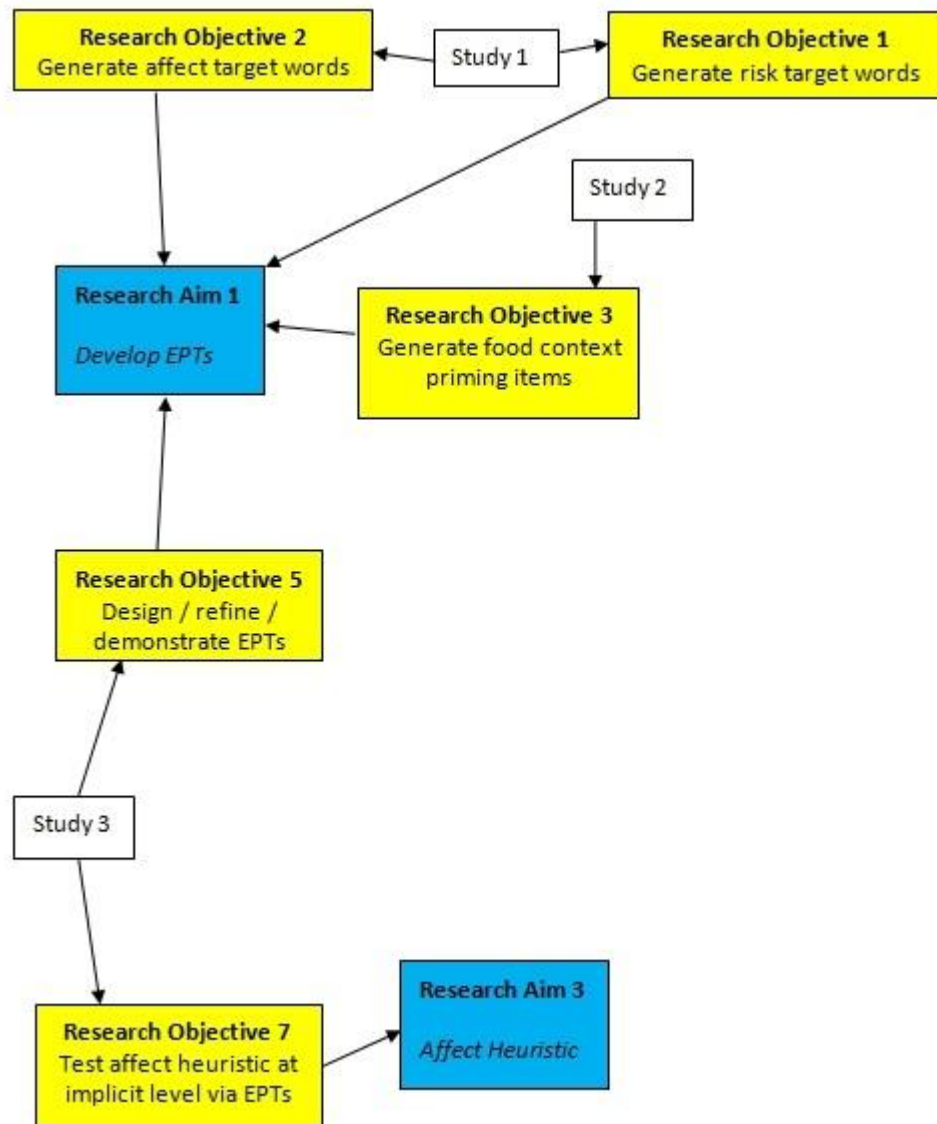 Research Objective 2
Generate affect target words
Study 1
Research Objective 1
Generate risk target words
Study 2
Research Aim 1
Develop EPTs
Research Objective 3
Generate food context
priming items
Research Objective 5
Design / refine /
demonstrate EPTs
Study 3
Research Objective 7
Test affect heuristic at
implicit level via EPTs
Research Aim 3
Affect Heuristic